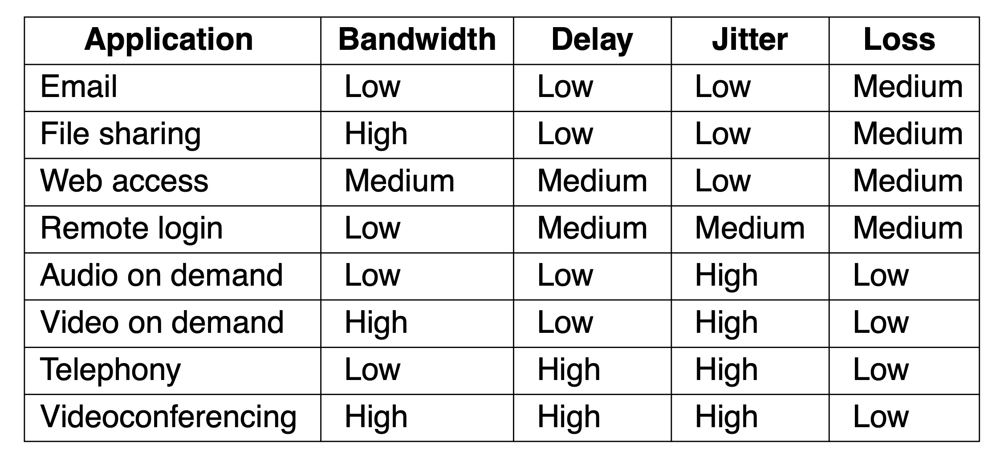 Application Bandwidth Delay Jitter Loss
Email Low Low Low Medium
File sharing High Low Low Medium
Web access Medium Medium Low Medium
Remote login Low Medium Medium Medium
Audio on demand Low Low High Low
Video on demand High Low High Low
Telephony Low High High Low
Videoconferencing High High High Low